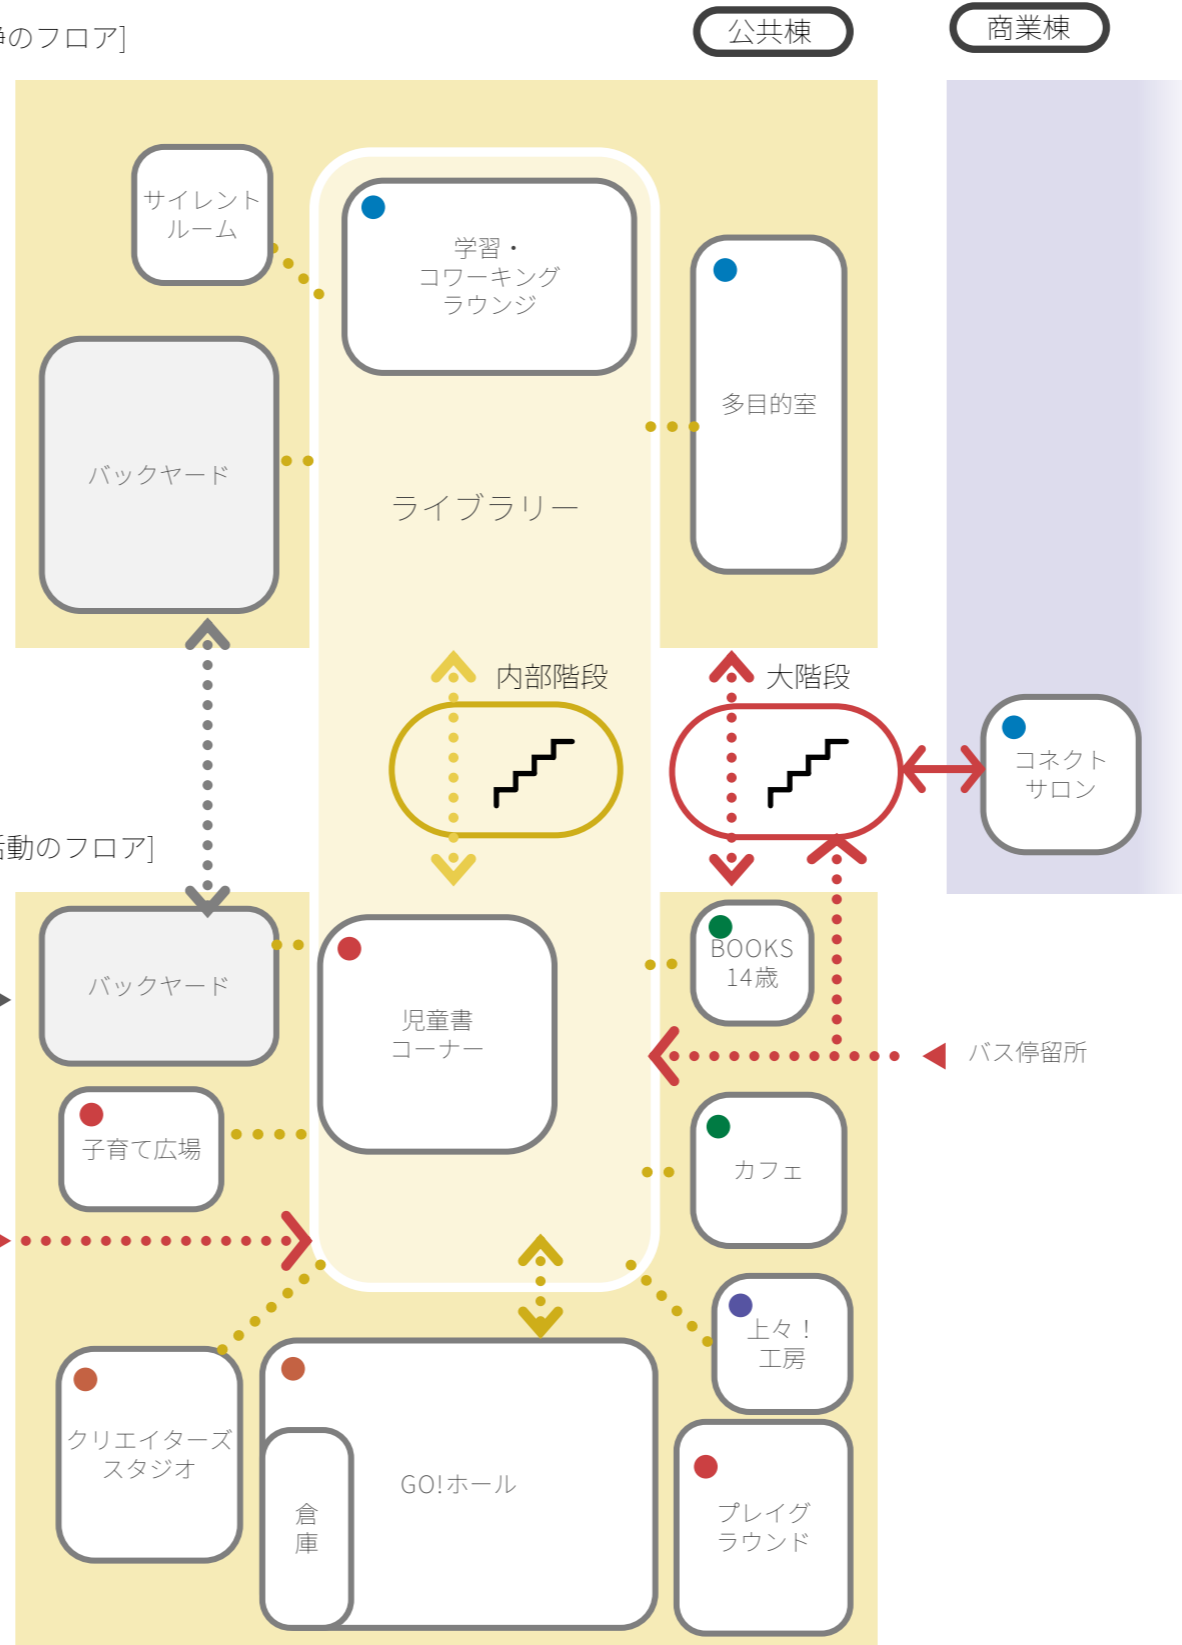 のフロア]
公共棟
商業棟
サイレント
ルーム
学習・
コワーキング
ラウンジ
多目的室
バックヤード
ライブラリー
内部階段
大階段
コネクト
サロン
動のフロア]
バックヤード
児童書
コーナー
BOOKS
14歳
バス停留所
子育て広場
カフェ
上々！
工房
クリエイターズ
スタジオ
GO!ホール
倉
庫
プレイグ
ラウンド